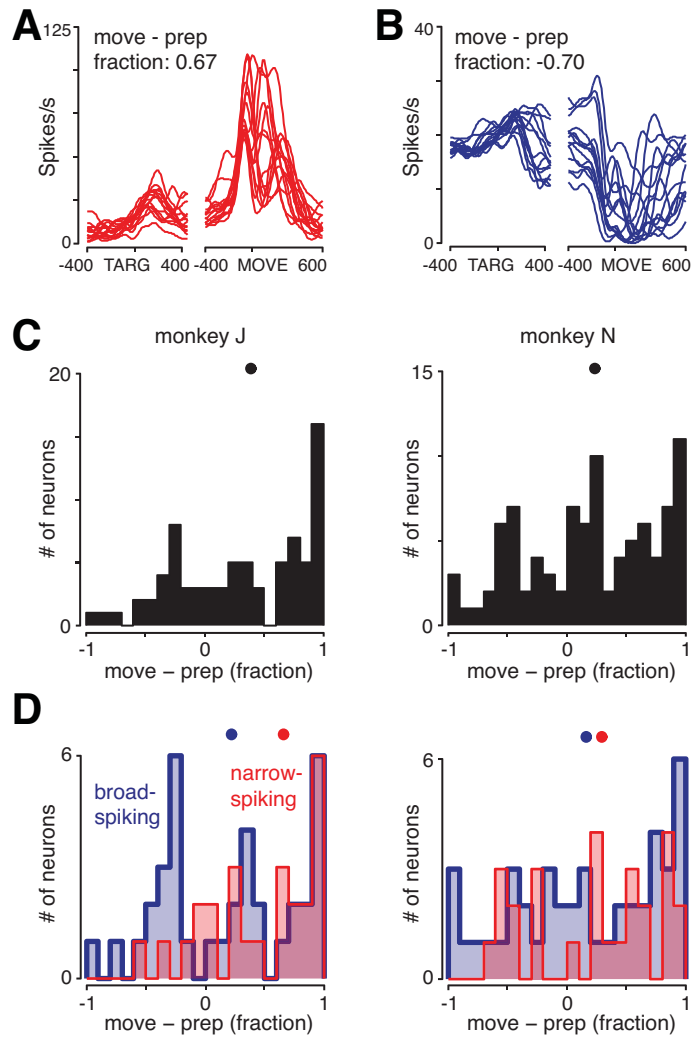 A
125
move - prep
fraction: 0.67
Spikes/s
0
-400 TARG 400 -400 MOVE 600
B
40
move - prep
fraction: -0.70
Spikes/s
20
0
-400 TARG 400 -400 MOVE 600
C
monkey J
20
# of neurons
0
-1 0 1
move – prep (fraction)
monkey N
15
# of neurons
0
-1 0 1
move – prep (fraction)
D
6
broad-
spiking
narrow-
spiking
# of neurons
0
-1 0 1
move – prep (fraction)
6
# of neurons
0
-1 0 1
move – prep (fraction)